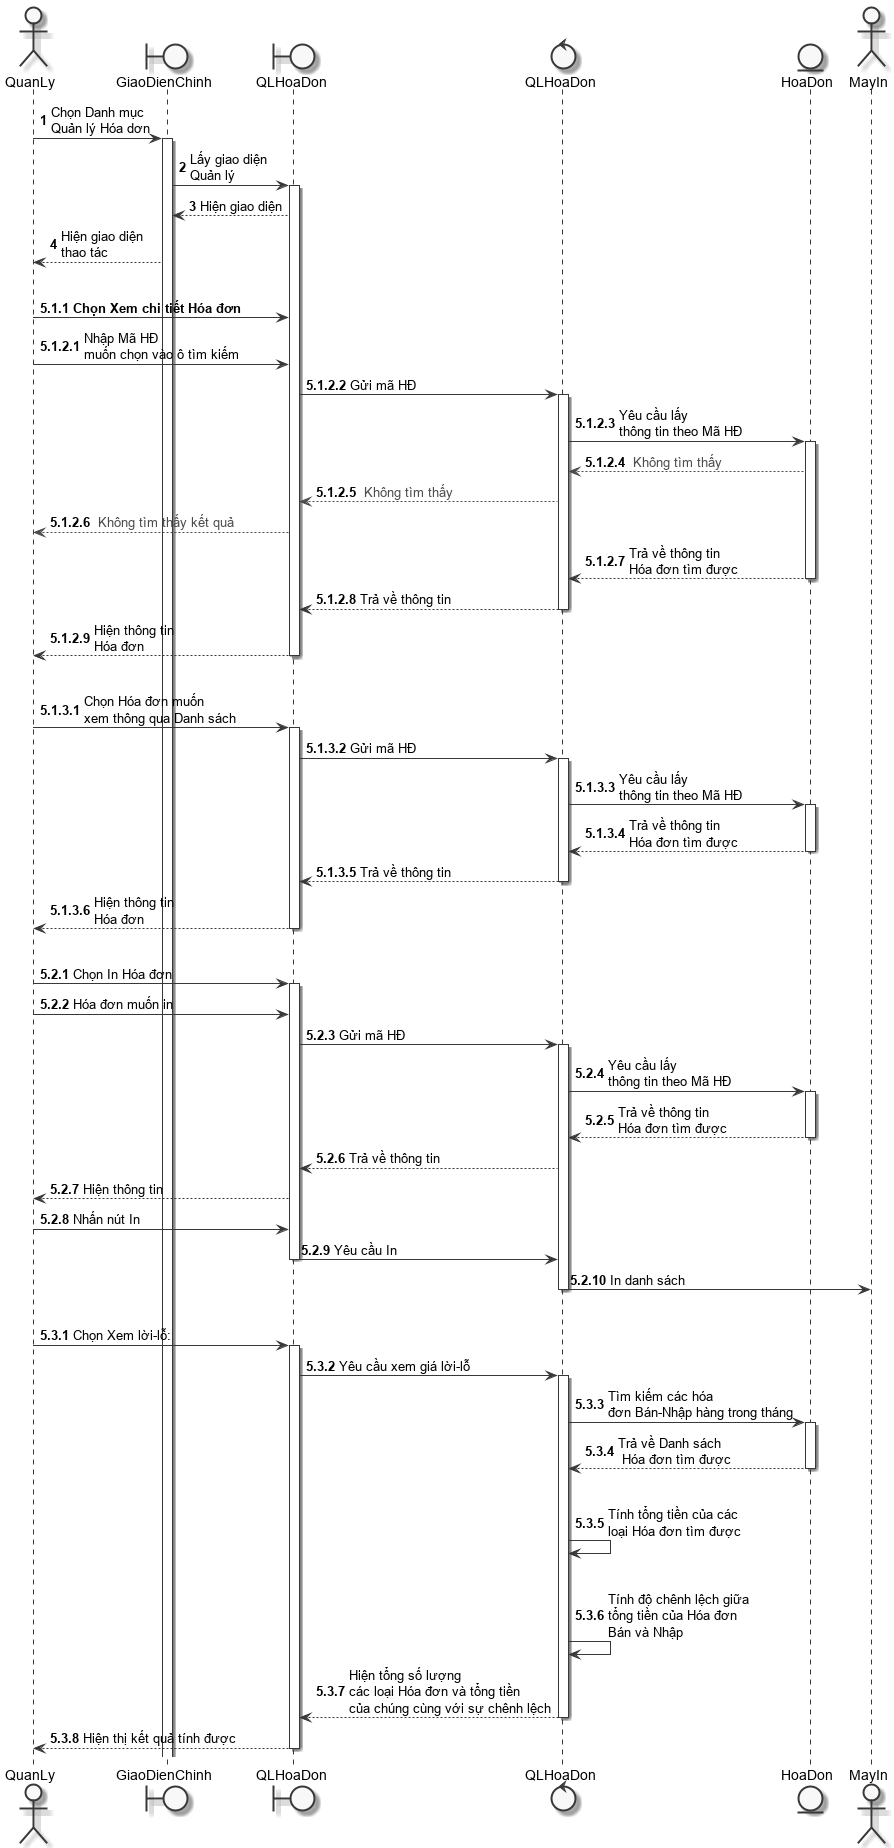 QuanLy
GiaoDienChinh
QLHoaDon
QLHoaDon
HoaDon
MayIn
1 Chọn Danh mục
Quản lý Hóa dơn
2 Lấy giao diện
Quản lý
3 Hiện giao diện
4 Hiện giao diện
thao tác
5.1.1 Chọn Xem chi tiết Hóa đơn
5.1.2.1 Nhập Mã HĐ
muốn chọn vào ô tìm kiếm
5.1.2.2 Gửi mã HĐ
5.1.2.3 Yêu cầu lấy
thông tin theo Mã HĐ
5.1.2.4 Không tìm thấy
5.1.2.5 Không tìm thấy
5.1.2.6 Không tìm thấy kết quả
5.1.2.7 Trả về thông tin
Hóa đơn tìm được
5.1.2.8 Trả về thông tin
5.1.2.9 Hiện thông tin
Hóa đơn
5.1.3.1 Chọn Hóa đơn muốn
xem thông qua Danh sách
5.1.3.2 Gửi mã HĐ
5.1.3.3 Yêu cầu lấy
thông tin theo Mã HĐ
5.1.3.4 Trả về thông tin
Hóa đơn tìm được
5.1.3.5 Trả về thông tin
5.1.3.6 Hiện thông tin
Hóa đơn
5.2.1 Chọn In Hóa đơn
5.2.2 Hóa đơn muốn in
5.2.3 Gửi mã HĐ
5.2.4 Yêu cầu lấy
thông tin theo Mã HĐ
5.2.5 Trả về thông tin
Hóa đơn tìm được
5.2.6 Trả về thông tin
5.2.7 Hiện thông tin
5.2.8 Nhấn nút In
5.2.9 Yêu cầu In
5.2.10 In danh sách
5.3.1 Chọn Xem lời-lỗ:
5.3.2 Yêu cầu xem giá lời-lỗ
5.3.3 Tìm kiếm các hóa
đơn Bán-Nhập hàng trong tháng
5.3.4 Trả về Danh sách
Hóa đơn tìm được
5.3.5 Tính tổng tiền của các
loại Hóa đơn tìm được
5.3.6 Tính độ chênh lệch giữa
tổng tiền của Hóa đơn
Bán và Nhập
5.3.7 Hiện tổng số lượng
các loại Hóa đơn và tổng tiền
của chúng cùng với sự chênh lệch
5.3.8 Hiện thị kết quả tính được
QuanLy
GiaoDienChinh
QLHoaDon
QLHoaDon
HoaDon
MayIn